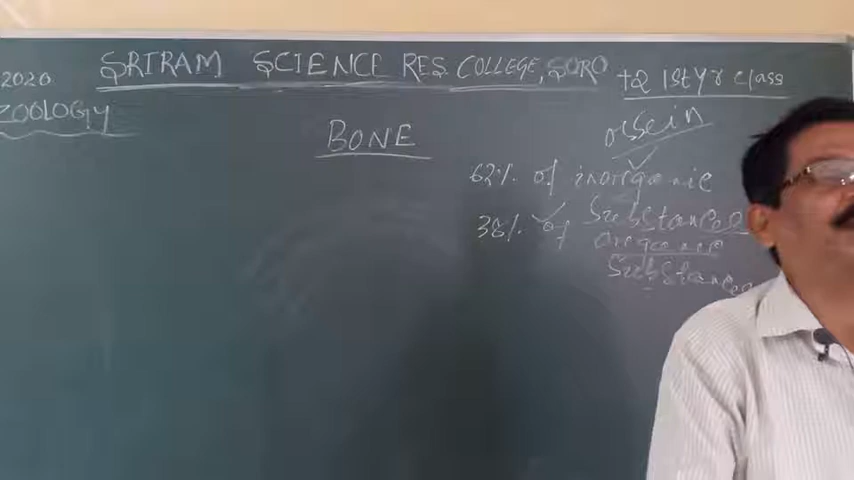 2020 SRIRAM SCIENCE RES. COLLEGE, SORO +2 1st yr class
ZOOLOGY
BONE
ossein
62% of inorganic
substances
38% of organic
substances